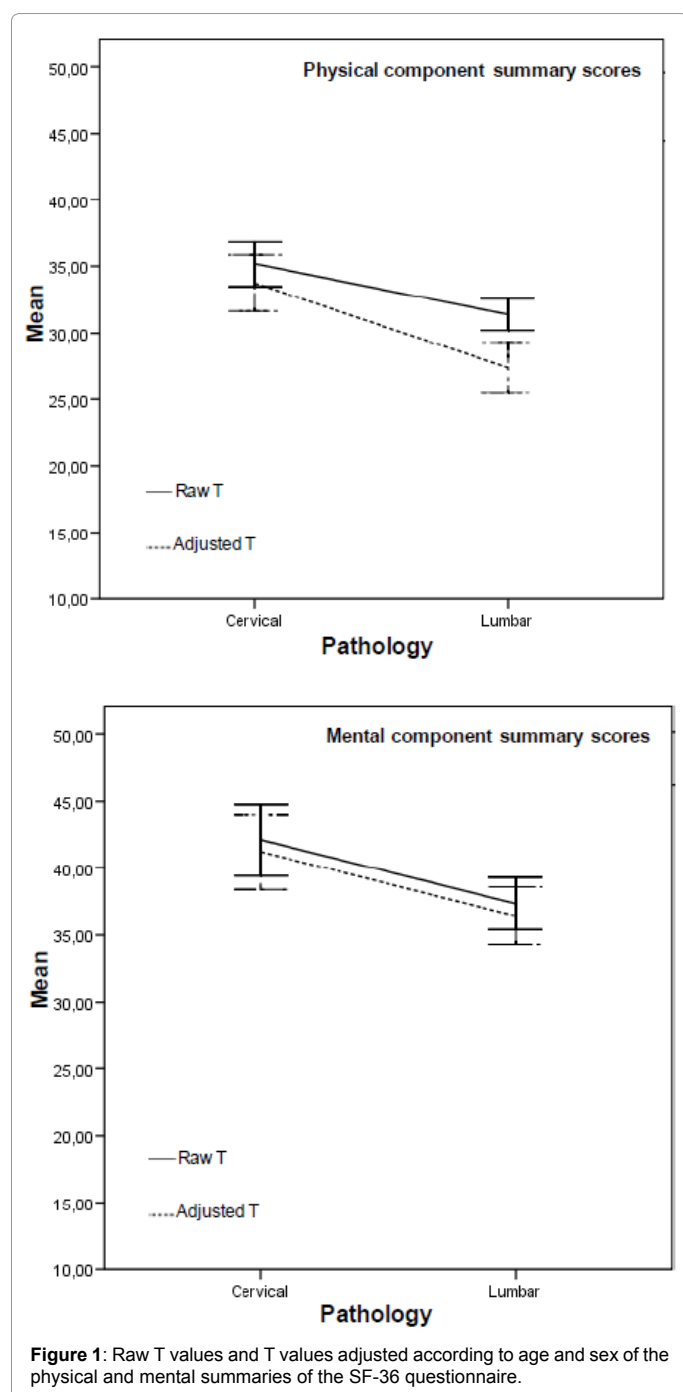 Physical component summary scores
50,00
45,00
40,00
35,00
30,00
25,00
20,00
15,00
10,00
Mean
Raw T
Adjusted T
Cervical
Lumbar
Pathology
Mental component summary scores
50,00
45,00
40,00
35,00
30,00
25,00
20,00
15,00
10,00
Mean
Raw T
Adjusted T
Cervical
Lumbar
Pathology
Figure 1: Raw T values and T values adjusted according to age and sex of the
physical and mental summaries of the SF-36 questionnaire.